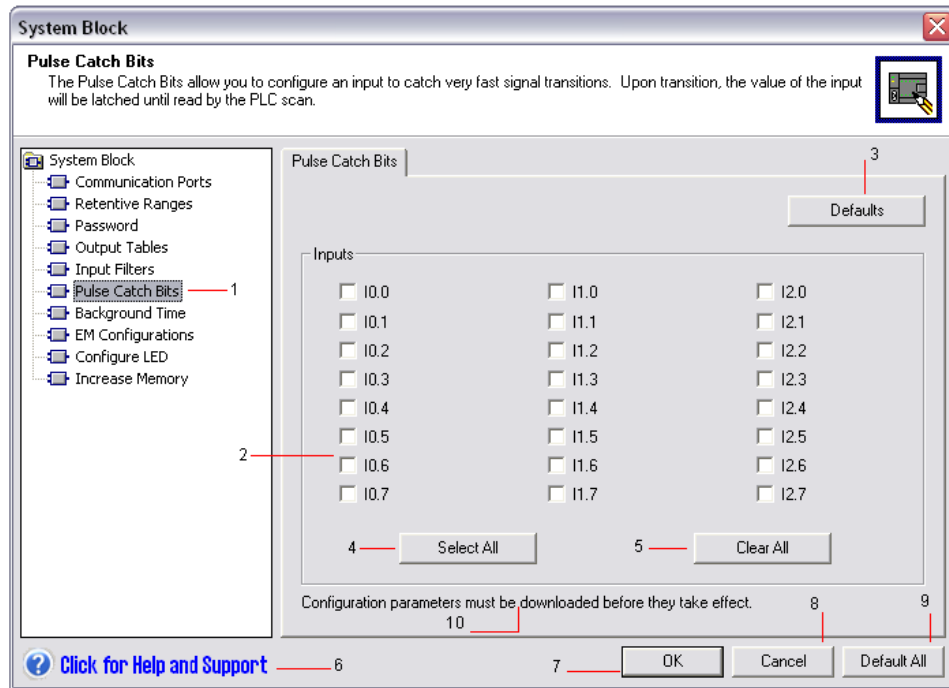 System Block
Pulse Catch Bits
The Pulse Catch Bits allow you to configure an input to catch very fast signal transitions. Upon transition, the value of the input
will be latched until read by the PLC scan.
System Block
Communication Ports
Retentive Ranges
Password
Output Tables
Input Filters
Pulse Catch Bits 1
Background Time
EM Configurations
Configure LED
Increase Memory
Pulse Catch Bits
3
Defaults
Inputs
I0.0 I1.0 I2.0
I0.1 I1.1 I2.1
I0.2 I1.2 I2.2
I0.3 I1.3 I2.3
I0.4 I1.4 I2.4
I0.5 I1.5 I2.5
2
I0.6 I1.6 I2.6
I0.7 I1.7 I2.7
4 Select All 5 Clear All
Configuration parameters must be downloaded before they take effect.
10
8
9
Click for Help and Support 6
7 OK Cancel Default All